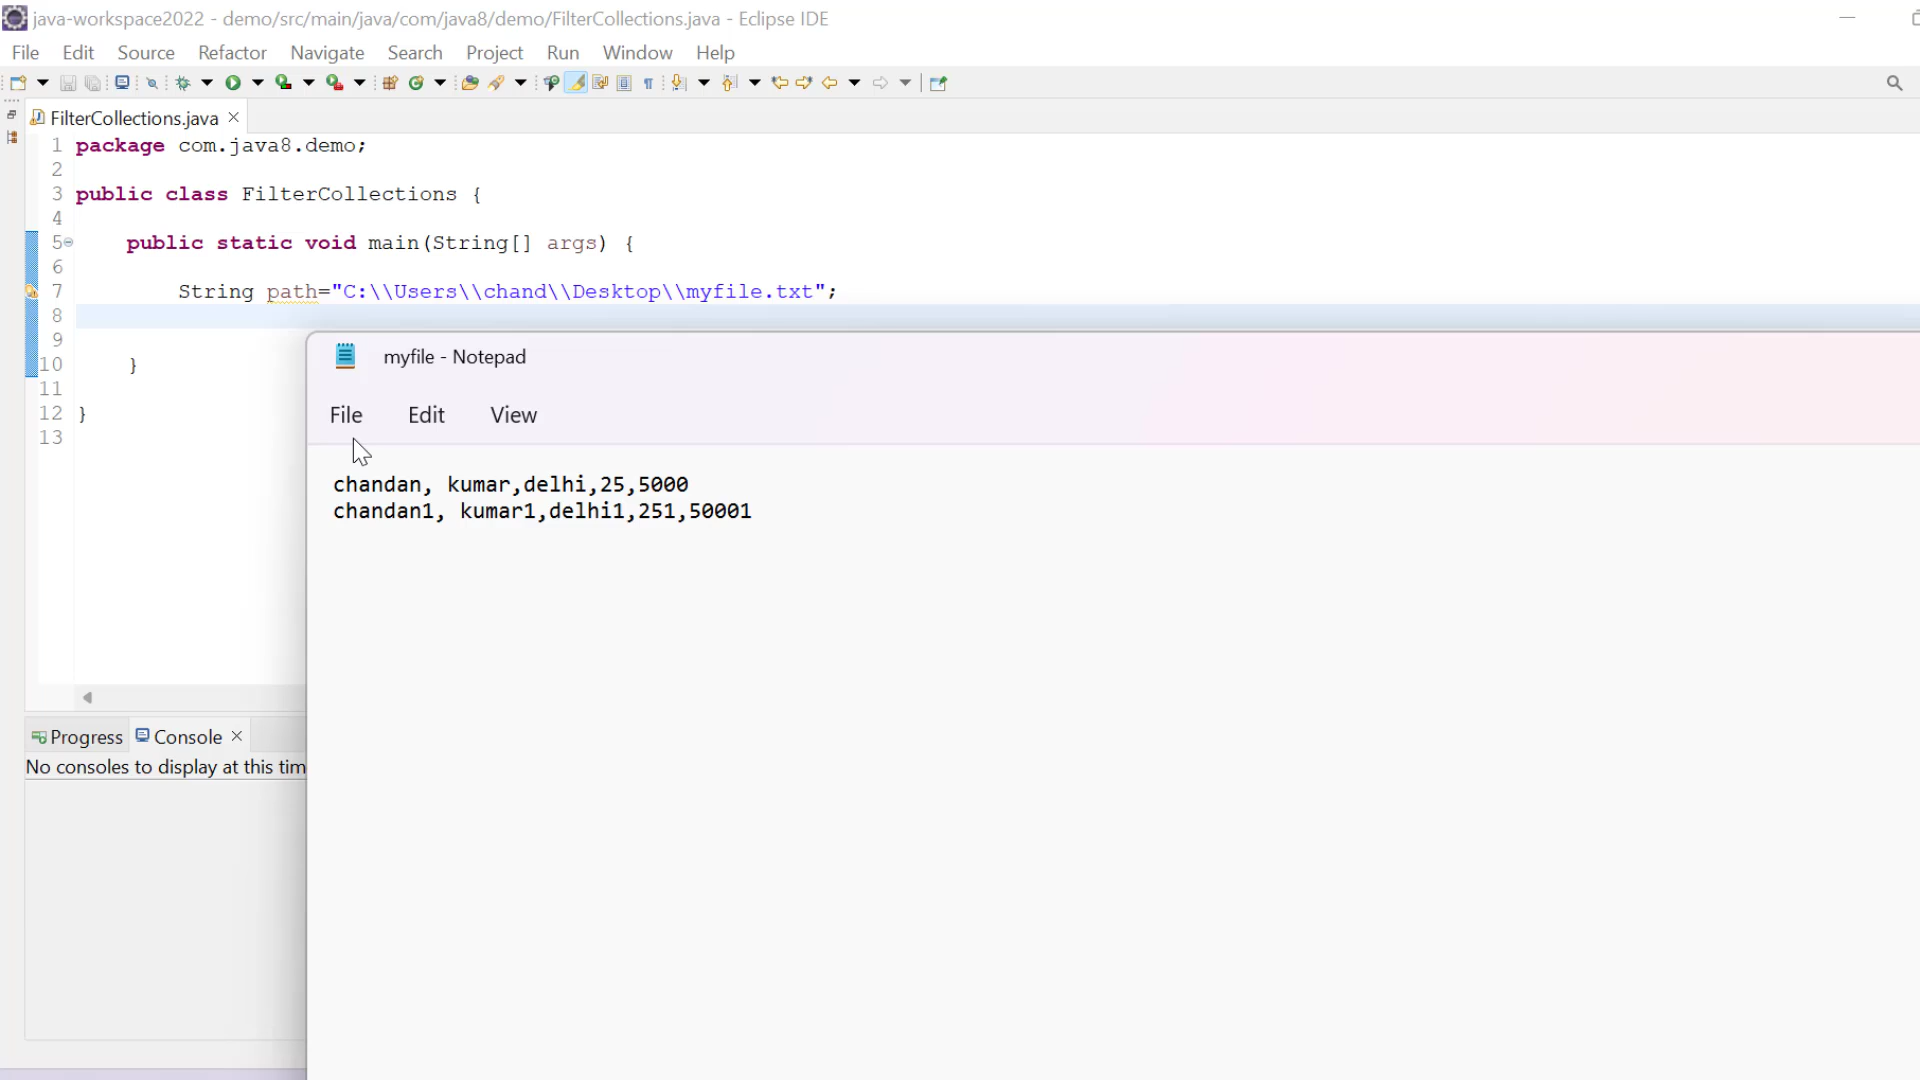 java-workspace2022 - demo/src/main/java/com/java8/demo/FilterCollections.java - Eclipse IDE
File Edit Source Refactor Navigate Search Project Run Window Help
FilterCollections.java
1 package com.java8.demo;
2
3 public class FilterCollections {
4
5 public static void main(String[] args) {
6
7 String path="C:\\Users\\chand\\Desktop\\myfile.txt";
8
9
10 }
11
12 }
13
myfile - Notepad
File Edit View
chandan, kumar,delhi,25,5000
chandan1, kumar1,delhi1,251,50001
Progress Console
No consoles to display at this tim